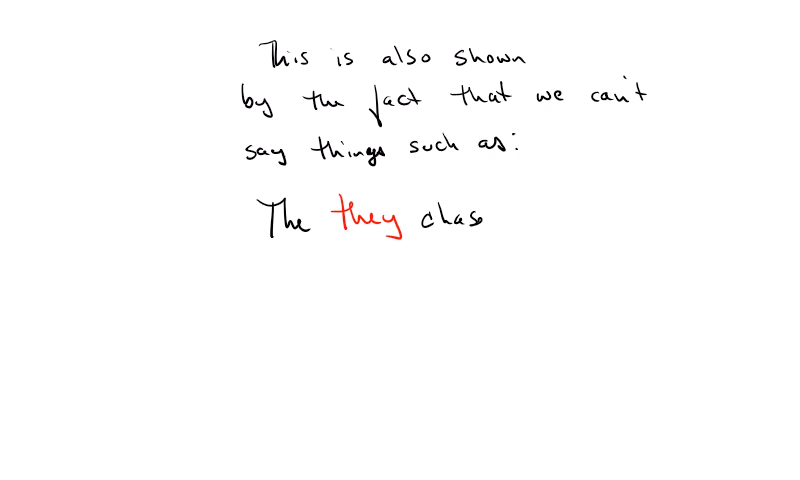 This is also shown
by the fact that we can't
say things such as:
The they chase